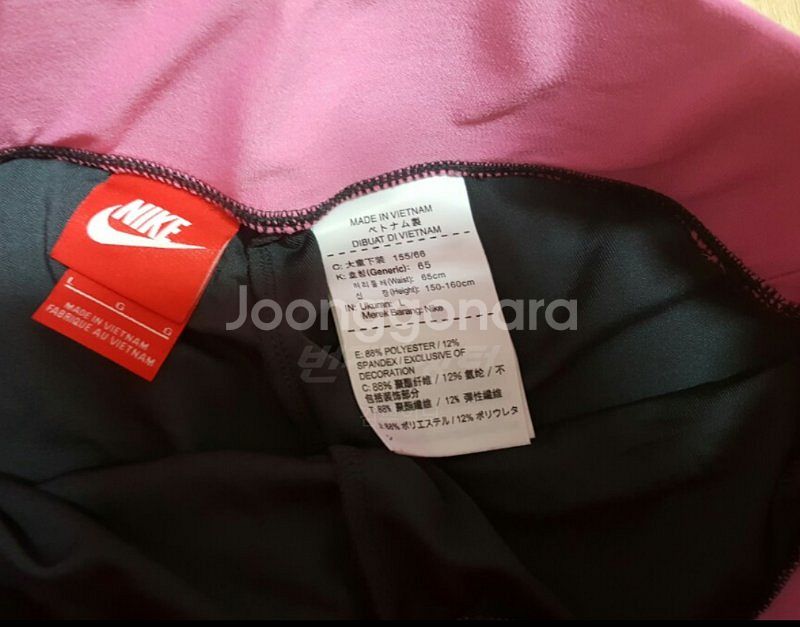 NIKE
L G G
MADE IN VIETNAM
FABRIQUE AU VIETNAM
MADE IN VIETNAM
ベトナム製
DIBUAT DI VIETNAM
C: 大童下装 155/66
K: 호칭(Generic): 65
허리둘레(Waist): 65cm
신 장(Height): 150-160cm
IN: Ukuran:
Merek Barang: Nike
Joonggonara
E: 88% POLYESTER / 12%
SPANDEX / EXCLUSIVE OF
DECORATION
C: 88% 聚酯纤维 / 12% 氨纶 / 不
包括装饰部分
T: 88% 聚酯纖維 / 12% 彈性纖維
88% ポリエステル / 12% ポリウレタ